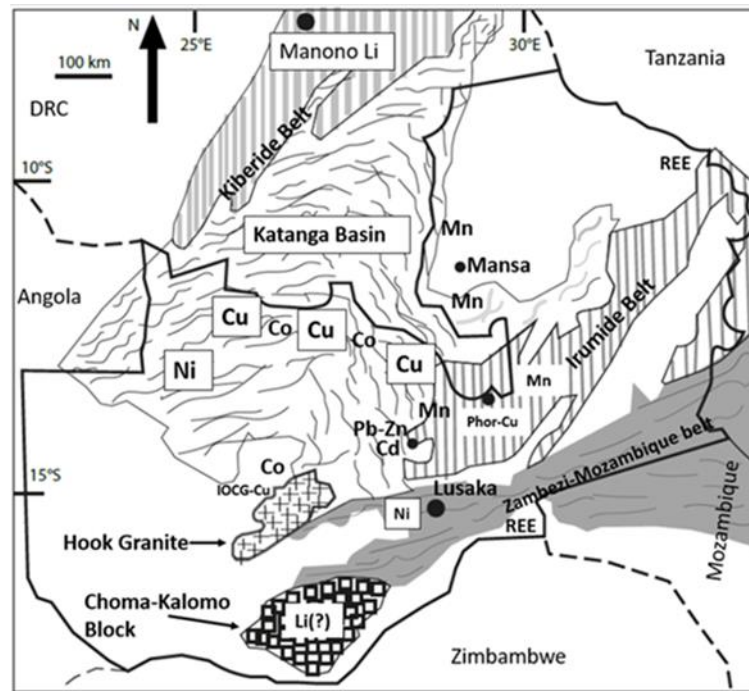 25°E
30°E
N
Manono Li
Tanzania
100 km
DRC
Kiberide Belt
REE
10°S
Mn
Katanga Basin
Mansa
Angola
Mn
Cu
Co
Cu
Co
Irumide Belt
Cu
Ni
Mn
Mn
Phor-Cu
Pb-Zn
Cd
Co
Zambezi-Mozambique belt
15°S
IOCG-Cu
Lusaka
Ni
REE
Mozambique
Hook Granite
Choma-Kalomo
Block
Li(?)
Zimbambwe